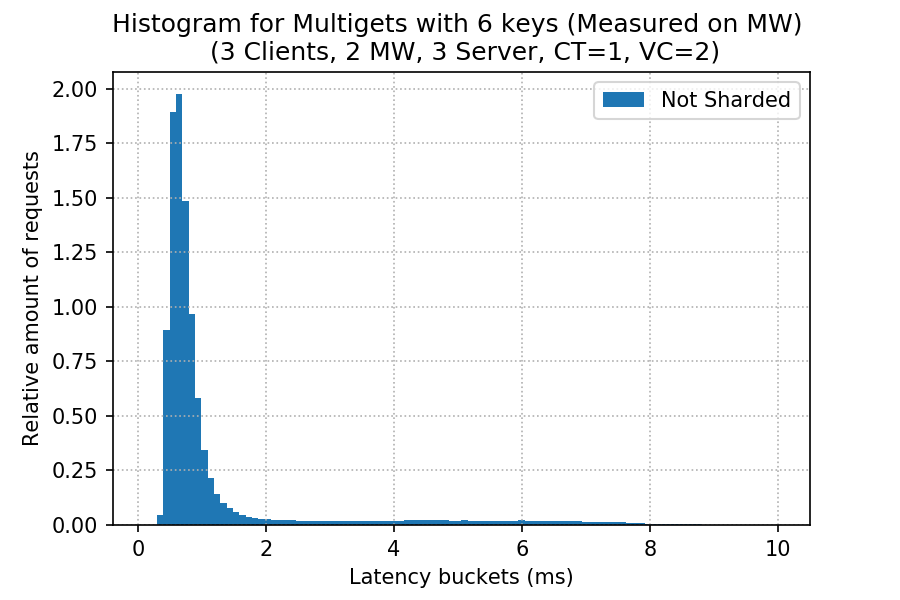 Histogram for Multigets with 6 keys (Measured on MW)
(3 Clients, 2 MW, 3 Server, CT=1, VC=2)
Not Sharded
Relative amount of requests
2.00
1.75
1.50
1.25
1.00
0.75
0.50
0.25
0.00
0 2 4 6 8 10
Latency buckets (ms)